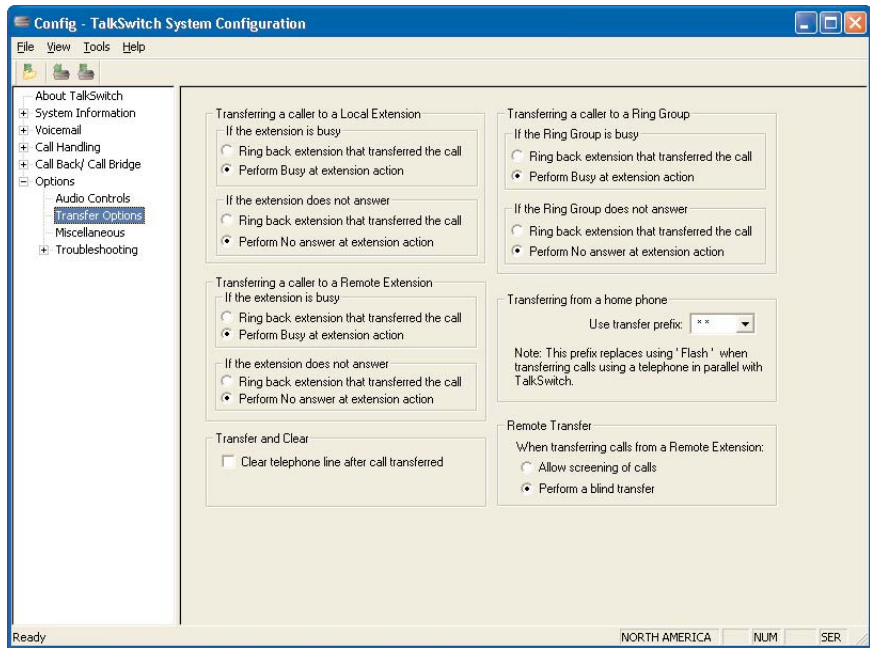 Config - TalkSwitch System Configuration
File View Tools Help
About TalkSwitch
System Information
Voicemail
Call Handling
Call Back/ Call Bridge
Options
Audio Controls
Transfer Options
Miscellaneous
Troubleshooting
Transferring a caller to a Local Extension
If the extension is busy
Ring back extension that transferred the call
Perform Busy at extension action
If the extension does not answer
Ring back extension that transferred the call
Perform No answer at extension action
Transferring a caller to a Remote Extension
If the extension is busy
Ring back extension that transferred the call
Perform Busy at extension action
If the extension does not answer
Ring back extension that transferred the call
Perform No answer at extension action
Transfer and Clear
Clear telephone line after call transferred
Transferring a caller to a Ring Group
If the Ring Group is busy
Ring back extension that transferred the call
Perform Busy at extension action
If the Ring Group does not answer
Ring back extension that transferred the call
Perform No answer at extension action
Transferring from a home phone
Use transfer prefix: **
Note: This prefix replaces using 'Flash' when
transferring calls using a telephone in parallel with
TalkSwitch.
Remote Transfer
When transferring calls from a Remote Extension:
Allow screening of calls
Perform a blind transfer
Ready NORTH AMERICA NUM SER